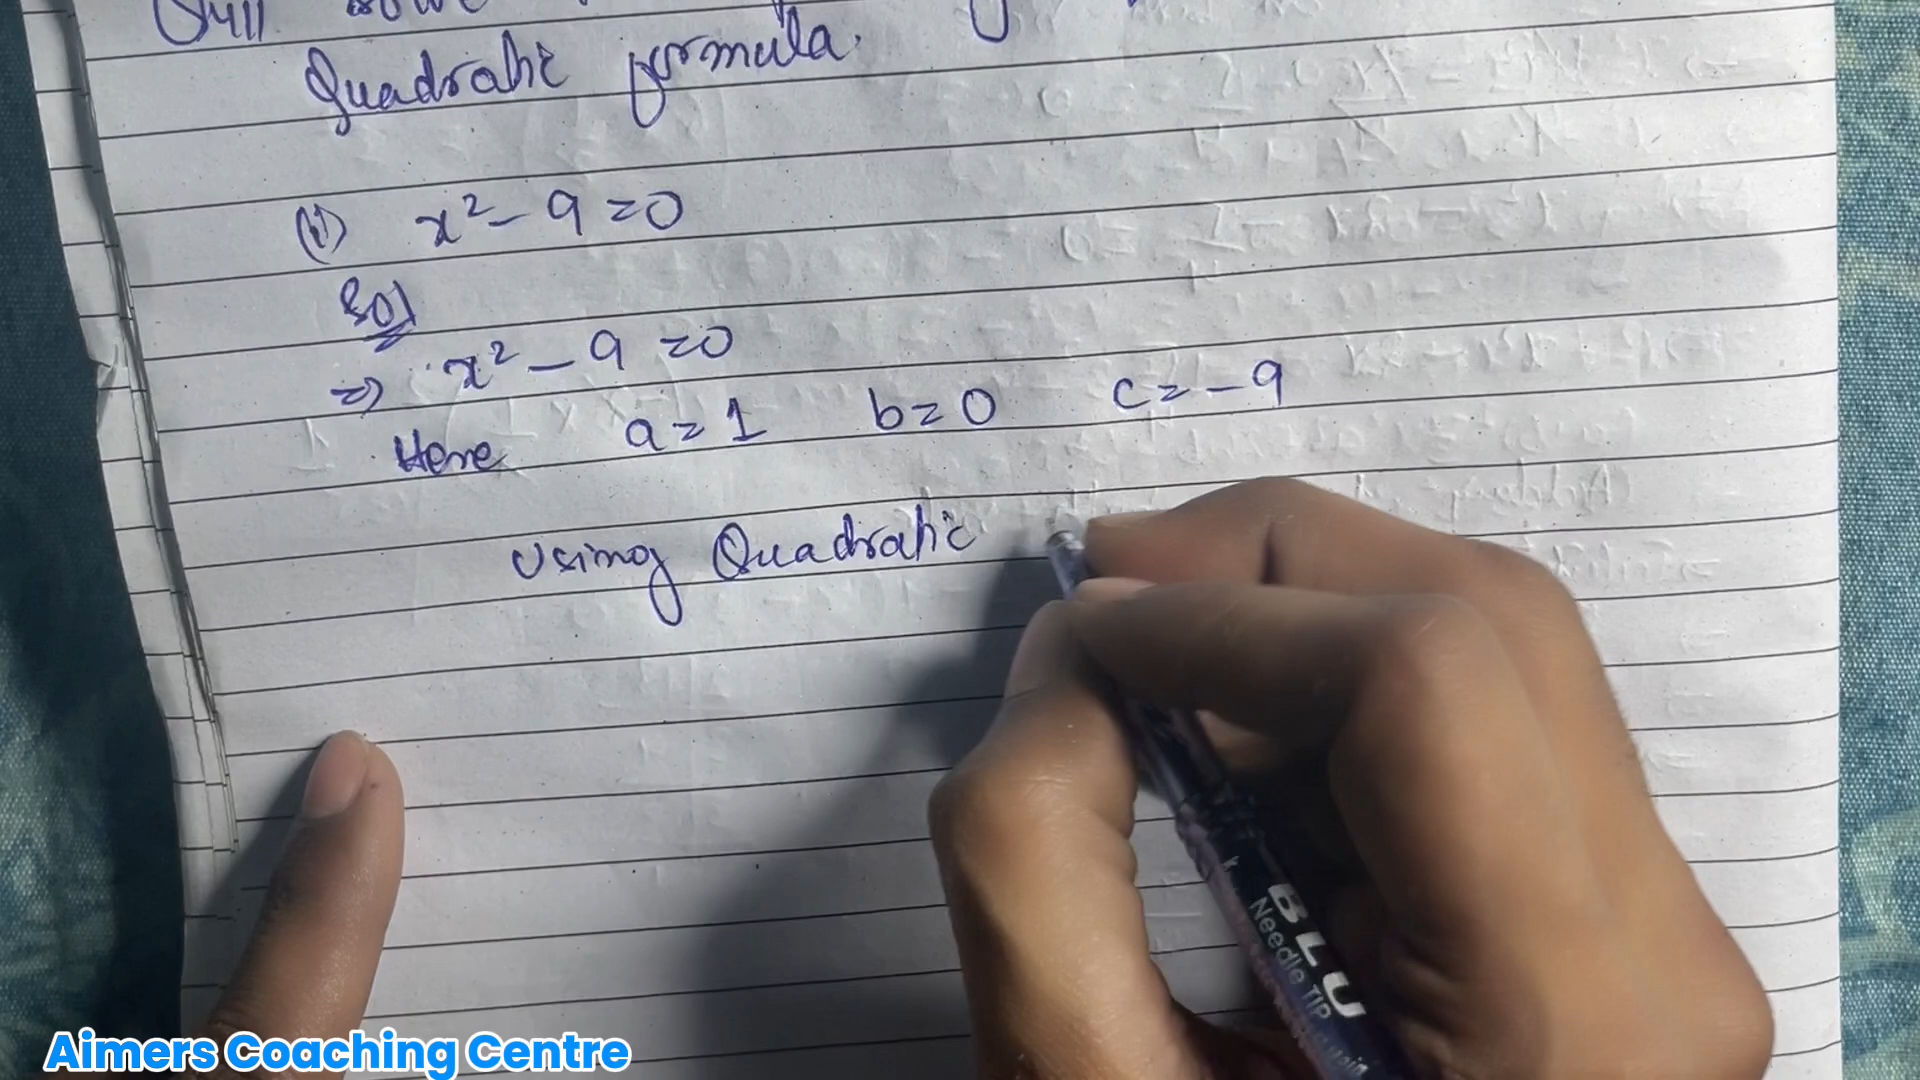 Quadratic formula.
(i) x² - 9 = 0
Sol
=> x² - 9 = 0
Here a = 1 b = 0 c = - 9
Using Quadratic
BLU
Needle TIP
Aimers Coaching Centre